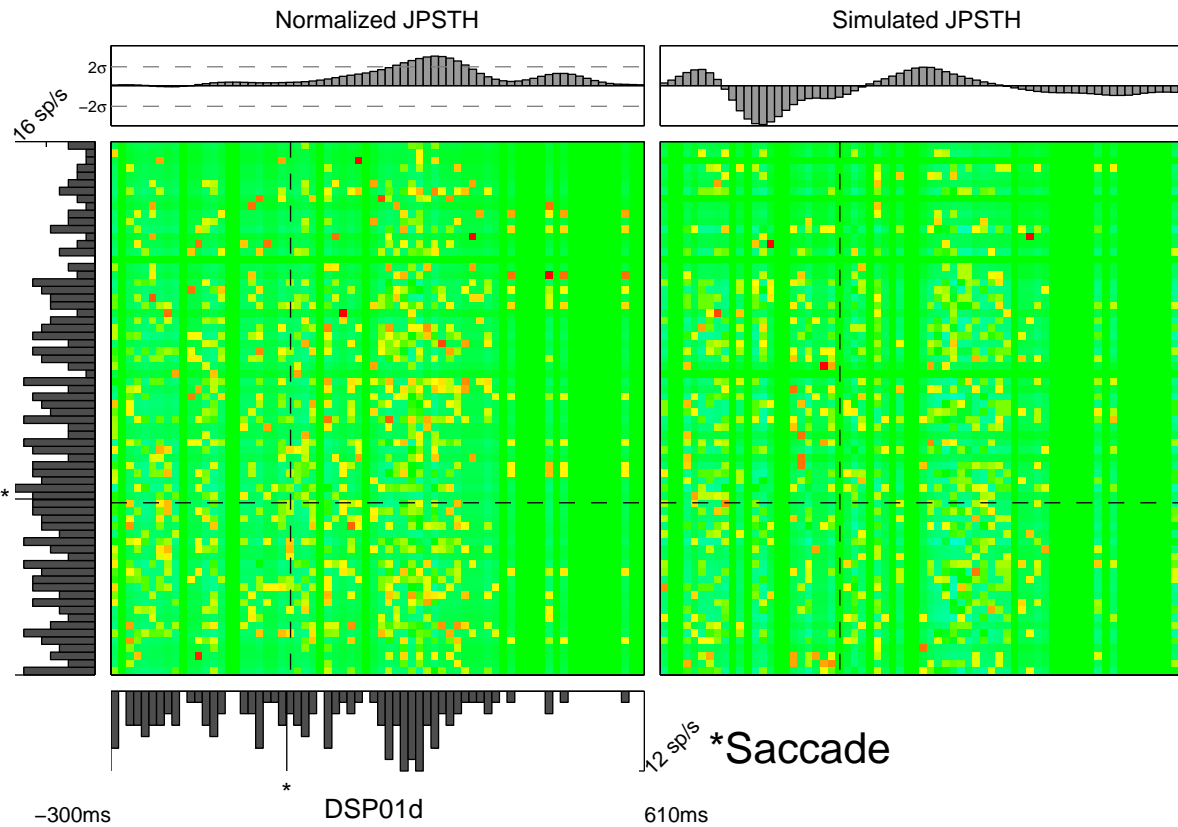 Normalized JPSTH
Simulated JPSTH
2σ
−2σ
16 sp/s
*
12 sp/s
*Saccade
*
DSP01d
−300ms
610ms